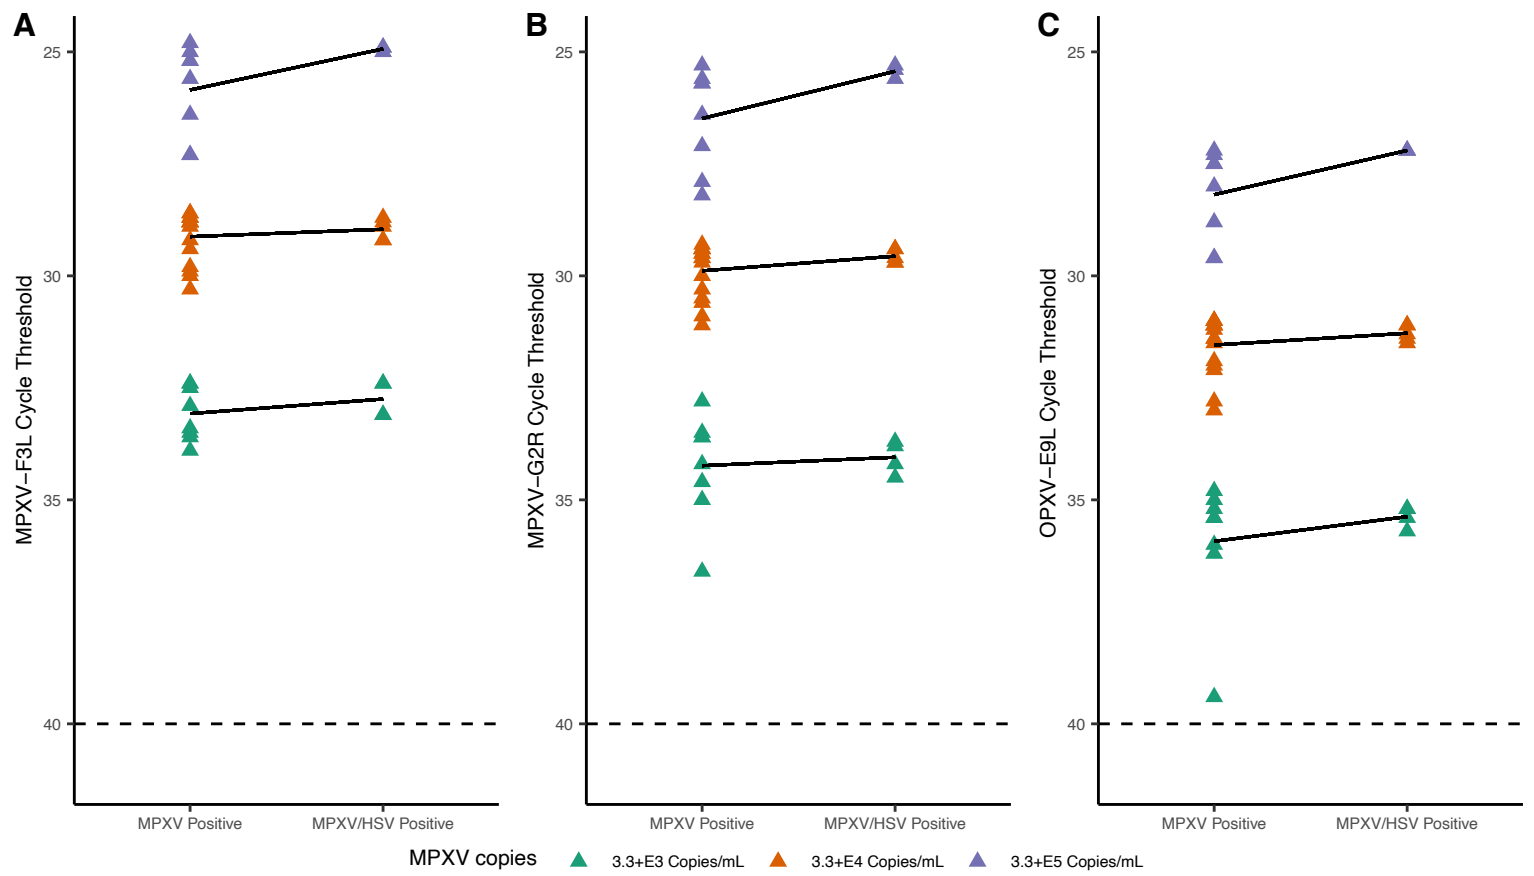 A
B
C
MPXV−F3L Cycle Threshold
25
30
35
40
MPXV Positive
MPXV/HSV Positive
MPXV−G2R Cycle Threshold
25
30
35
40
MPXV Positive
MPXV/HSV Positive
OPXV−E9L Cycle Threshold
25
30
35
40
MPXV Positive
MPXV/HSV Positive
MPXV copies
3.3+E3 Copies/mL
3.3+E4 Copies/mL
3.3+E5 Copies/mL